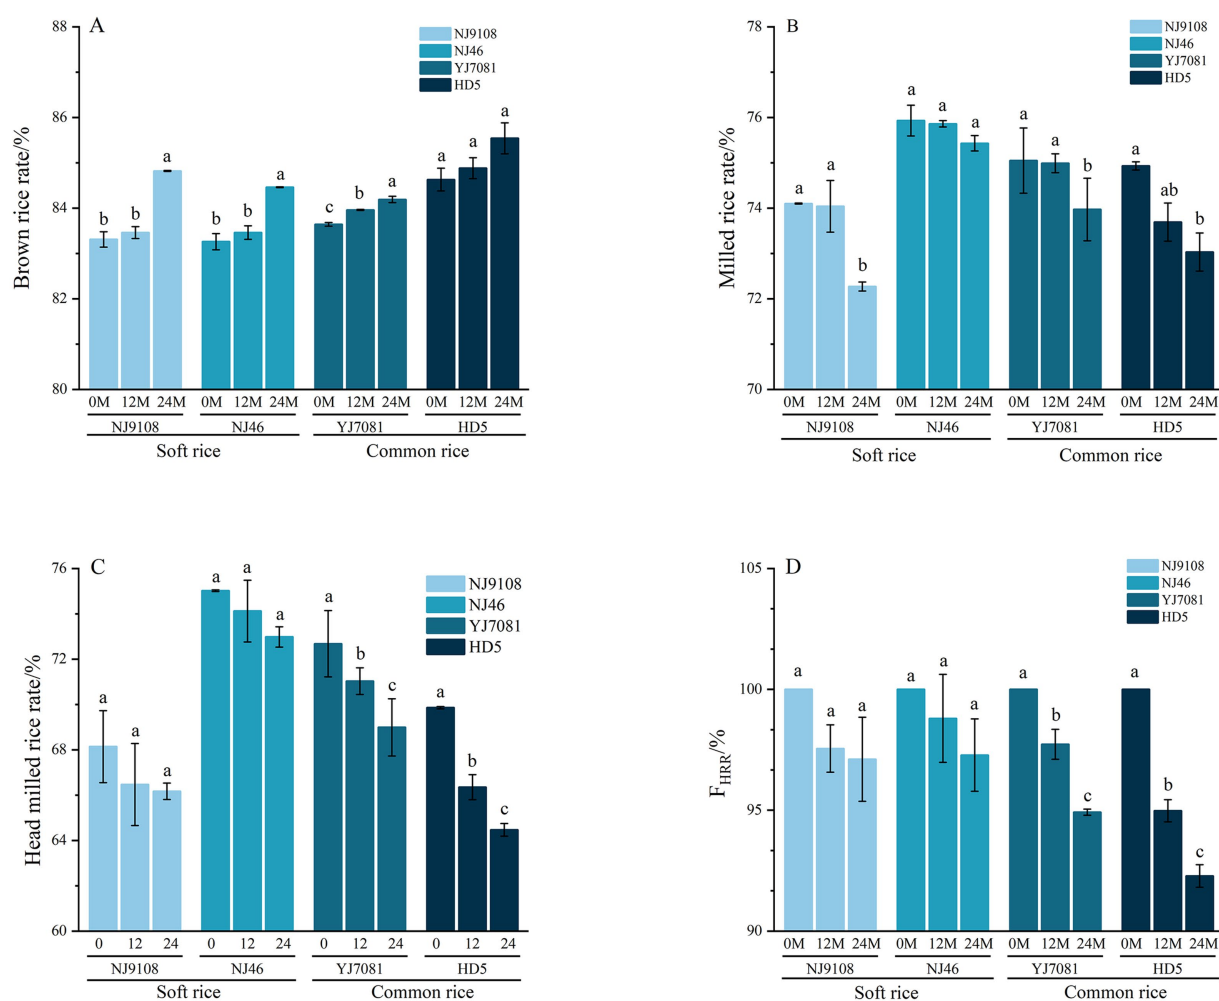 A
Brown rice rate/%
88
86
84
82
80
NJ9108
NJ46
YJ7081
HD5
b b a b b a c b a a a a
0M 12M 24M 0M 12M 24M 0M 12M 24M 0M 12M 24M
NJ9108 NJ46 YJ7081 HD5
Soft rice Common rice
B
Milled rice rate/%
78
76
74
72
70
NJ9108
NJ46
YJ7081
HD5
a a b a a a a a b a ab b
0M 12M 24M 0M 12M 24M 0M 12M 24M 0M 12M 24M
NJ9108 NJ46 YJ7081 HD5
Soft rice Common rice
C
Head milled rice rate/%
76
72
68
64
60
NJ9108
NJ46
YJ7081
HD5
a a a a a a a b c a b c
0 12 24 0 12 24 0 12 24 0 12 24
NJ9108 NJ46 YJ7081 HD5
Soft rice Common rice
D
FHRR/%
105
100
95
90
NJ9108
NJ46
YJ7081
HD5
a a a a a a a b c a b c
0M 12M 24M 0M 12M 24M 0M 12M 24M 0M 12M 24M
NJ9108 NJ46 YJ7081 HD5
Soft rice Common rice